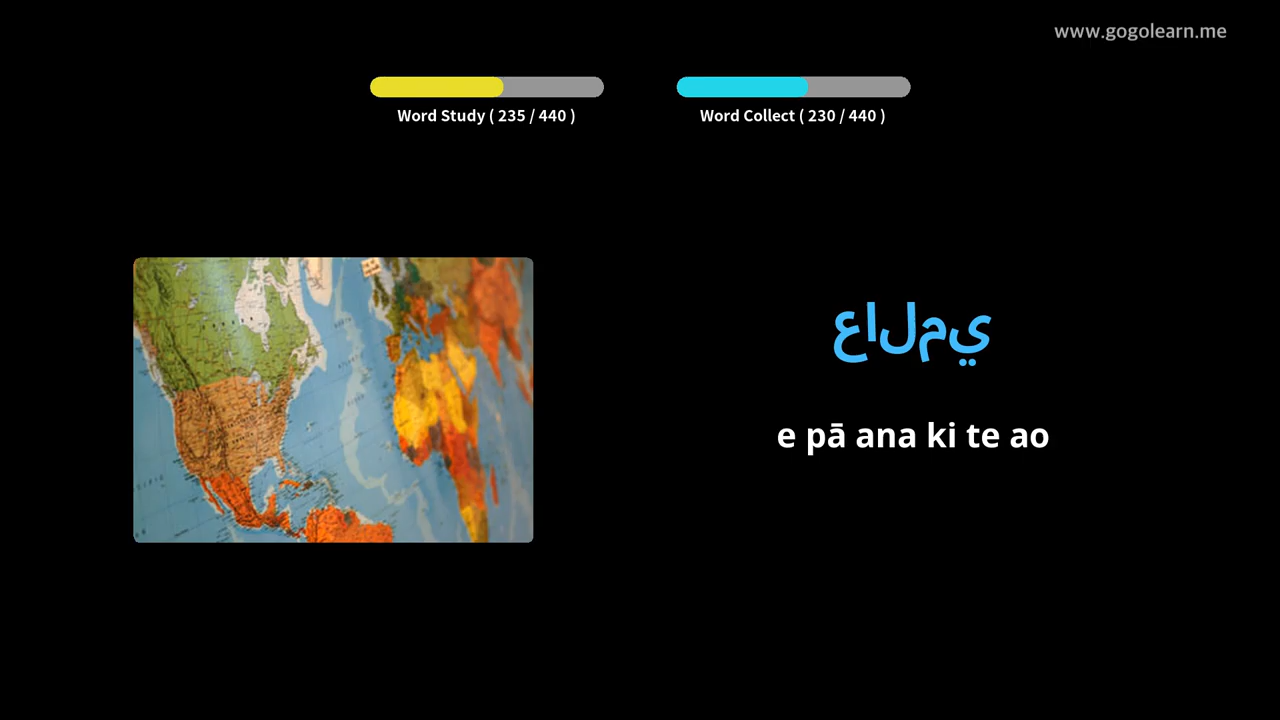 www.gogolearn.me
Word Study ( 235 / 440 )
Word Collect ( 230 / 440 )
عالمي
e pā ana ki te ao